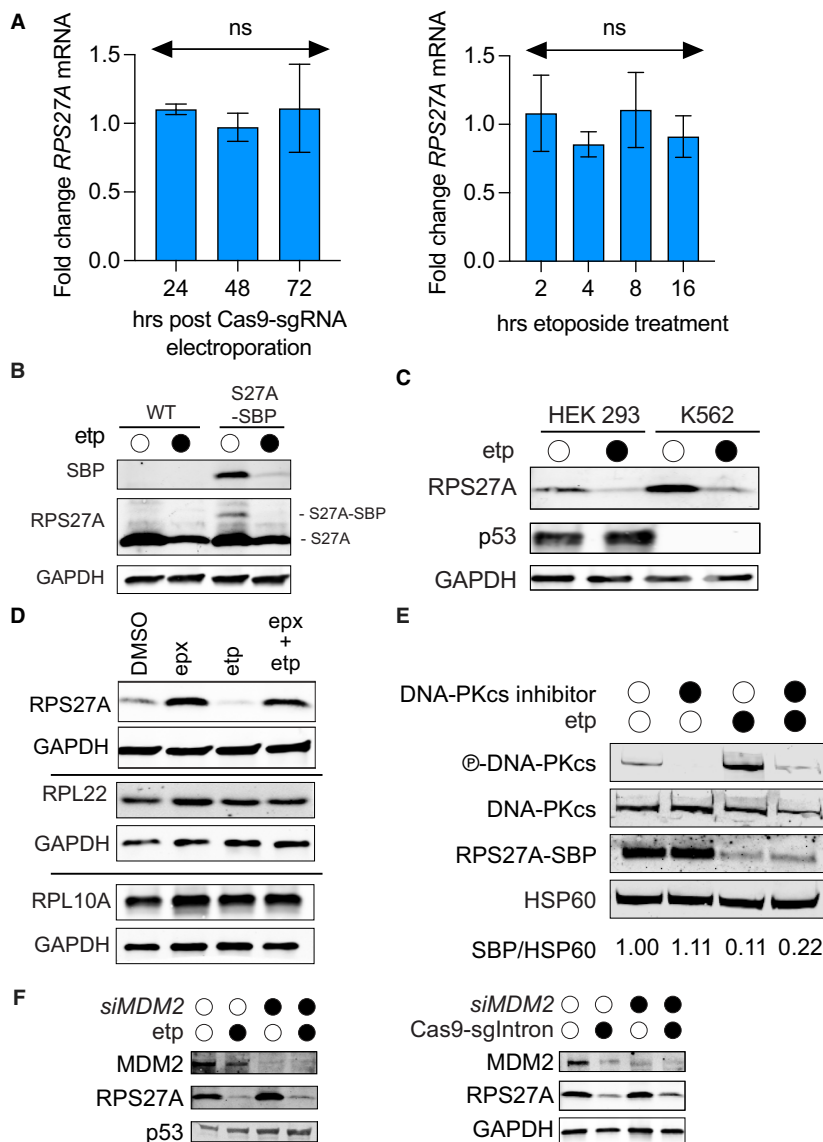 A
Fold change RPS27A mRNA
ns
1.5
1.0
0.5
0.0
24 48 72
hrs post Cas9-sgRNA
electroporation
Fold change RPS27A mRNA
ns
1.5
1.0
0.5
0.0
2 4 8 16
hrs etoposide treatment
B
WT S27A
-SBP
etp
SBP
RPS27A
- S27A-SBP
- S27A
GAPDH
C
HEK 293 K562
etp
RPS27A
p53
GAPDH
D
DMSO epx etp epx + etp
RPS27A
GAPDH
RPL22
GAPDH
RPL10A
GAPDH
E
DNA-PKcs inhibitor
etp
Ⓟ-DNA-PKcs
DNA-PKcs
RPS27A-SBP
HSP60
SBP/HSP60 1.00 1.11 0.11 0.22
F
siMDM2
etp
MDM2
RPS27A
p53
siMDM2
Cas9-sgIntron
MDM2
RPS27A
GAPDH